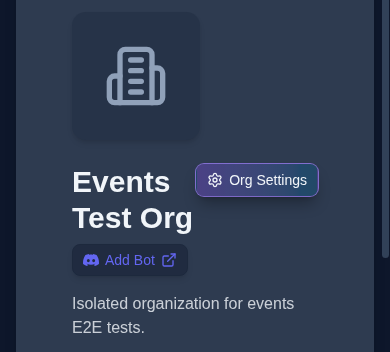 Events
Test Org
Org Settings
Add Bot
Isolated organization for events
E2E tests.